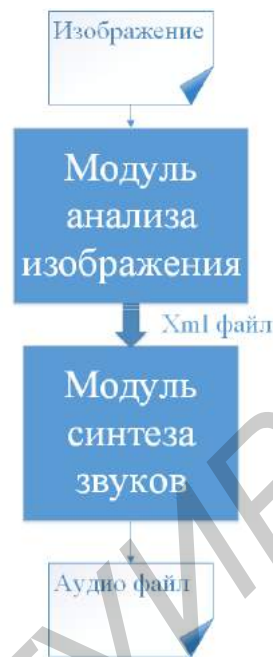 Изображение
Модуль
анализа
изображения
Xml файл
Модуль
синтеза
звуков
Аудио файл